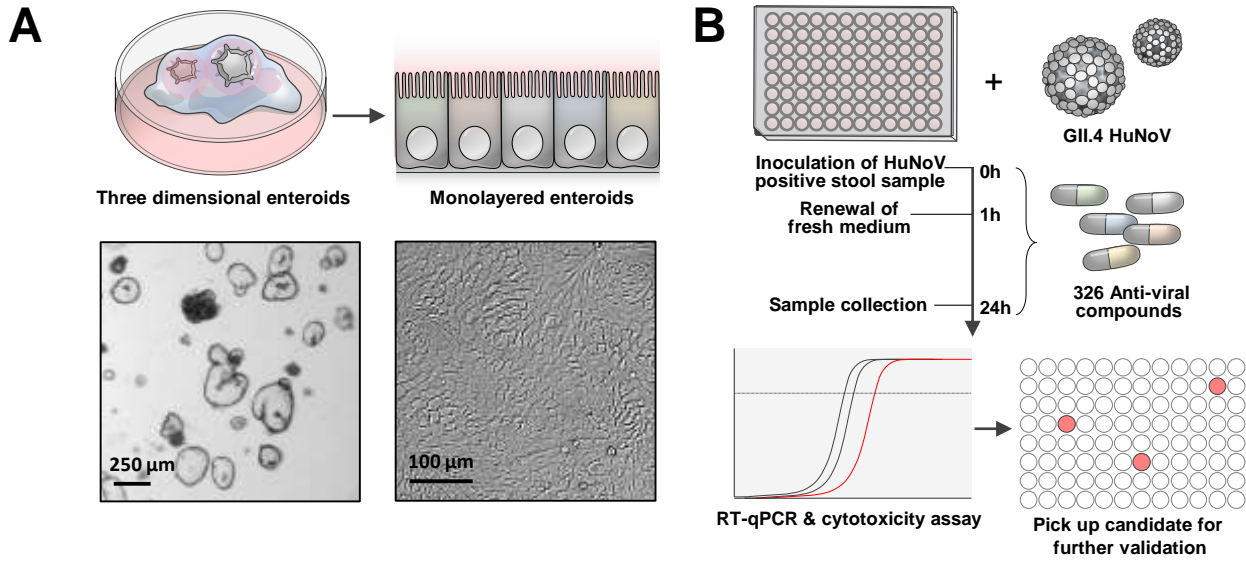 A
Three dimensional enteroids
Monolayered enteroids
250 µm
100 µm
B
+
GII.4 HuNoV
Inoculation of HuNoV
positive stool sample
0h
Renewal of
fresh medium
1h
Sample collection
24h
326 Anti-viral
compounds
RT-qPCR & cytotoxicity assay
Pick up candidate for
further validation